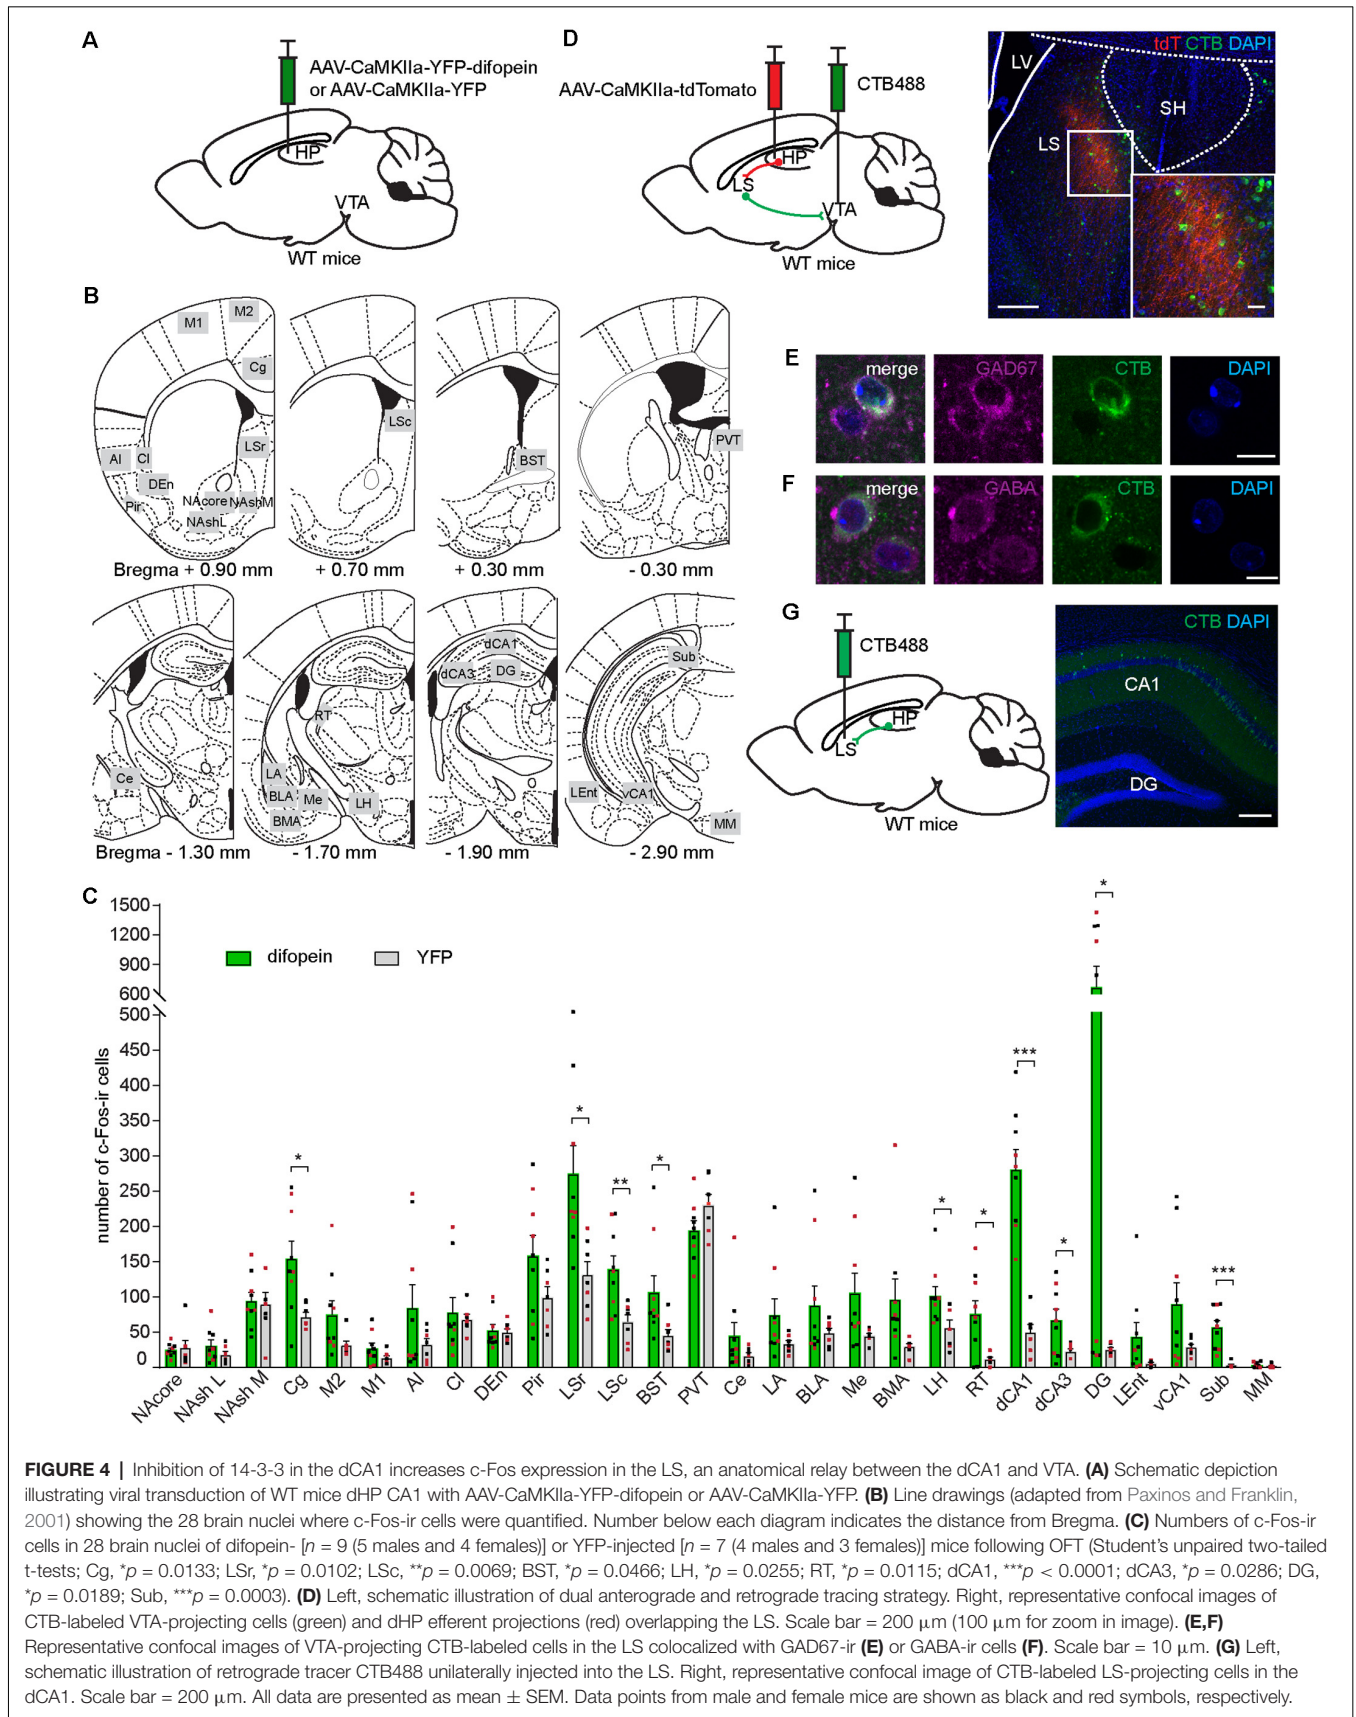 A
AAV-CaMKIIa-YFP-difopein
or AAV-CaMKIIa-YFP
HP
VTA
WT mice
D
AAV-CaMKIIa-tdTomato
CTB488
HP
LS
VTA
WT mice
tdT CTB DAPI
LV
SH
LS
B
M1
M2
Cg
AI
Cl
LSr
DEn
Pir
NAcore
NAshM
NAshL
LSc
BST
PVT
Bregma + 0.90 mm
+ 0.70 mm
+ 0.30 mm
- 0.30 mm
Ce
RT
LA
BLA
Me
LH
BMA
dCA1
dCA3
DG
Sub
LEnt
vCA1
MM
Bregma - 1.30 mm
- 1.70 mm
- 1.90 mm
- 2.90 mm
E
merge
GAD67
CTB
DAPI
F
merge
GABA
CTB
DAPI
G
CTB488
HP
LS
WT mice
CTB DAPI
CA1
DG
C
number of c-Fos-ir cells
1500
1200
900
600
500
450
400
350
300
250
200
150
100
50
0
difopein
YFP
*
*
**
*
*
*
***
*
*
***
NAcore
NAsh L
NAsh M
Cg
M2
M1
AI
Cl
DEn
Pir
LSr
LSc
BST
PVT
Ce
LA
BLA
Me
BMA
LH
RT
dCA1
dCA3
DG
LEnt
vCA1
Sub
MM
FIGURE 4 | Inhibition of 14-3-3 in the dCA1 increases c-Fos expression in the LS, an anatomical relay between the dCA1 and VTA. (A) Schematic depiction
illustrating viral transduction of WT mice dHP CA1 with AAV-CaMKIIa-YFP-difopein or AAV-CaMKIIa-YFP. (B) Line drawings (adapted from Paxinos and Franklin,
2001) showing the 28 brain nuclei where c-Fos-ir cells were quantified. Number below each diagram indicates the distance from Bregma. (C) Numbers of c-Fos-ir
cells in 28 brain nuclei of difopein- [n = 9 (5 males and 4 females)] or YFP-injected [n = 7 (4 males and 3 females)] mice following OFT (Student's unpaired two-tailed
t-tests; Cg, *p = 0.0133; LSr, *p = 0.0102; LSc, **p = 0.0069; BST, *p = 0.0466; LH, *p = 0.0255; RT, *p = 0.0115; dCA1, ***p < 0.0001; dCA3, *p = 0.0286; DG,
*p = 0.0189; Sub, ***p = 0.0003). (D) Left, schematic illustration of dual anterograde and retrograde tracing strategy. Right, representative confocal images of
CTB-labeled VTA-projecting cells (green) and dHP efferent projections (red) overlapping the LS. Scale bar = 200 μm (100 μm for zoom in image). (E,F)
Representative confocal images of VTA-projecting CTB-labeled cells in the LS colocalized with GAD67-ir (E) or GABA-ir cells (F). Scale bar = 10 μm. (G) Left,
schematic illustration of retrograde tracer CTB488 unilaterally injected into the LS. Right, representative confocal image of CTB-labeled LS-projecting cells in the
dCA1. Scale bar = 200 μm. All data are presented as mean ± SEM. Data points from male and female mice are shown as black and red symbols, respectively.